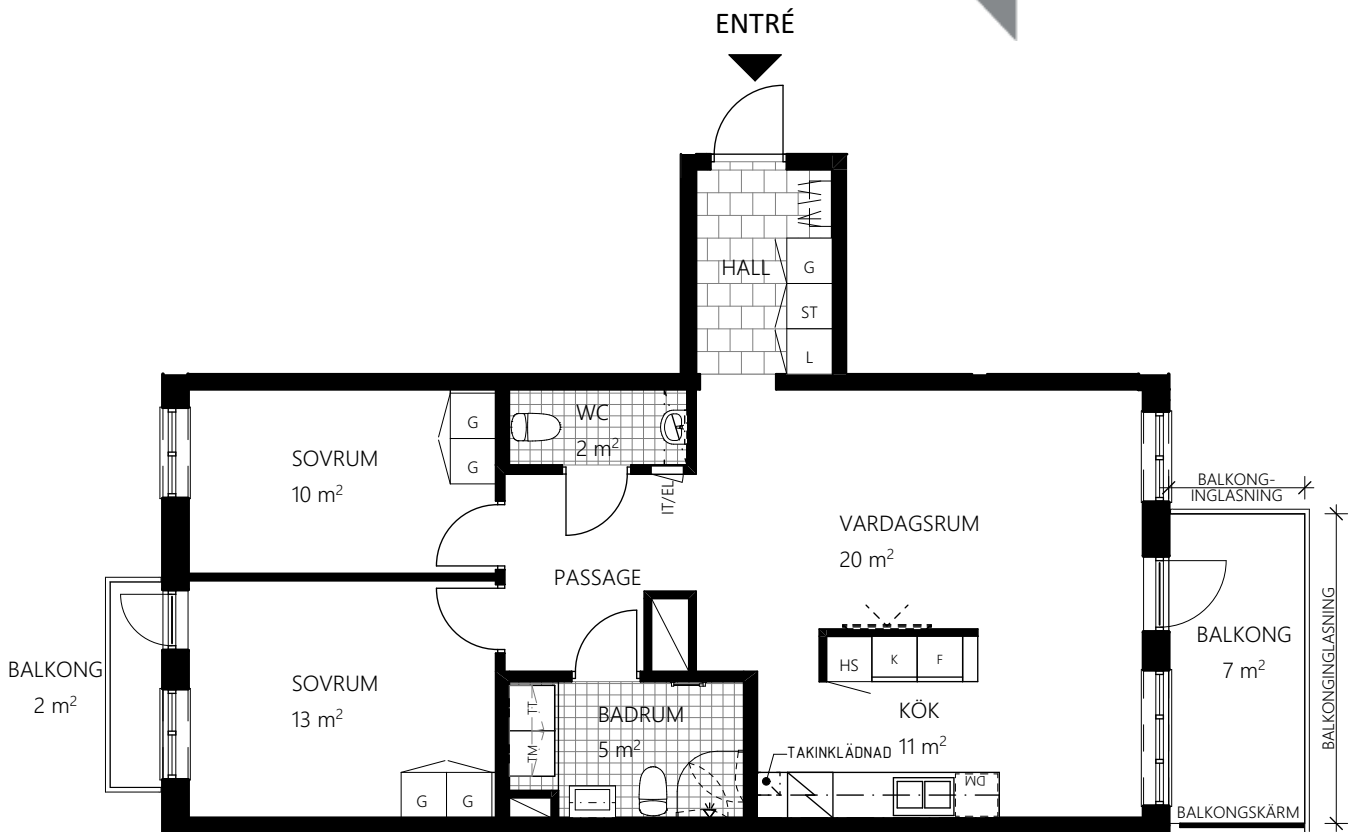 ENTRÉ
HALL
G
ST
L
WC
2 m²
G
G
SOVRUM
10 m²
IT/EL
BALKONG-
INGLASNING
VARDAGSRUM
20 m²
PASSAGE
BALKONGINGLASNING
BALKONG
7 m²
HS
K
F
BALKONG
2 m²
SOVRUM
13 m²
TT
TM
BADRUM
5 m²
KÖK
11 m²
TAKINKLÄDNAD
DM
G
G
BALKONGSKÄRM